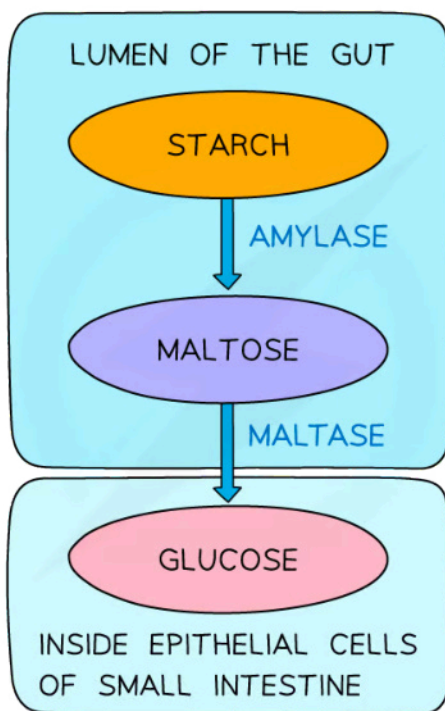 LUMEN OF THE GUT
STARCH
AMYLASE
MALTOSE
MALTASE
GLUCOSE
INSIDE EPITHELIAL CELLS
OF SMALL INTESTINE